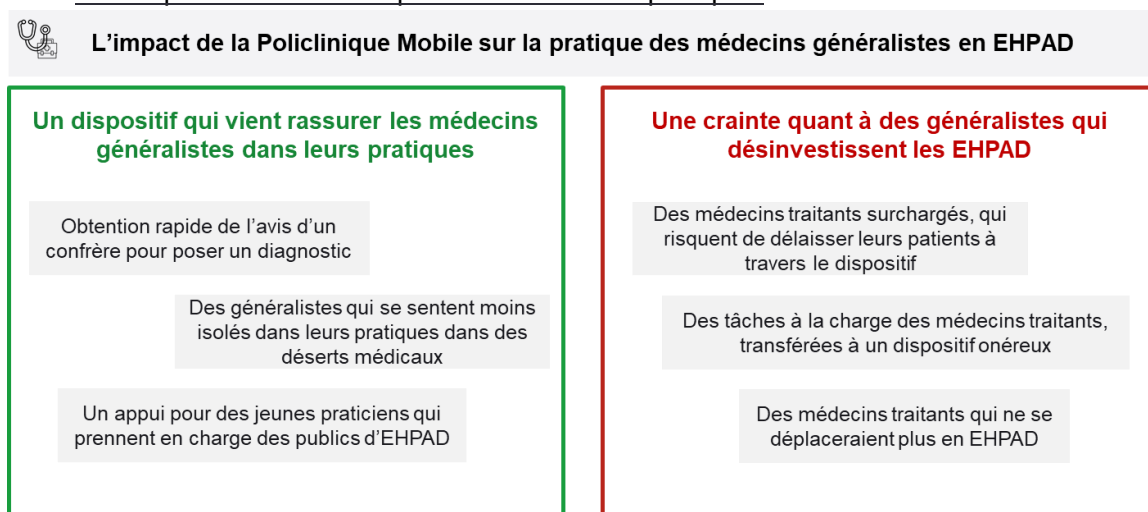 L’impact de la Policlinique Mobile sur la pratique des médecins généralistes en EHPAD
Un dispositif qui vient rassurer les médecins
généralistes dans leurs pratiques
Obtention rapide de l’avis d’un
confrère pour poser un diagnostic
Des généralistes qui se sentent moins
isolés dans leurs pratiques dans des
déserts médicaux
Un appui pour des jeunes praticiens qui
prennent en charge des publics d’EHPAD
Une crainte quant à des généralistes qui
désinvestissent les EHPAD
Des médecins traitants surchargés, qui
risquent de délaisser leurs patients à
travers le dispositif
Des tâches à la charge des médecins traitants,
transférées à un dispositif onéreux
Des médecins traitants qui ne se
déplaceraient plus en EHPAD